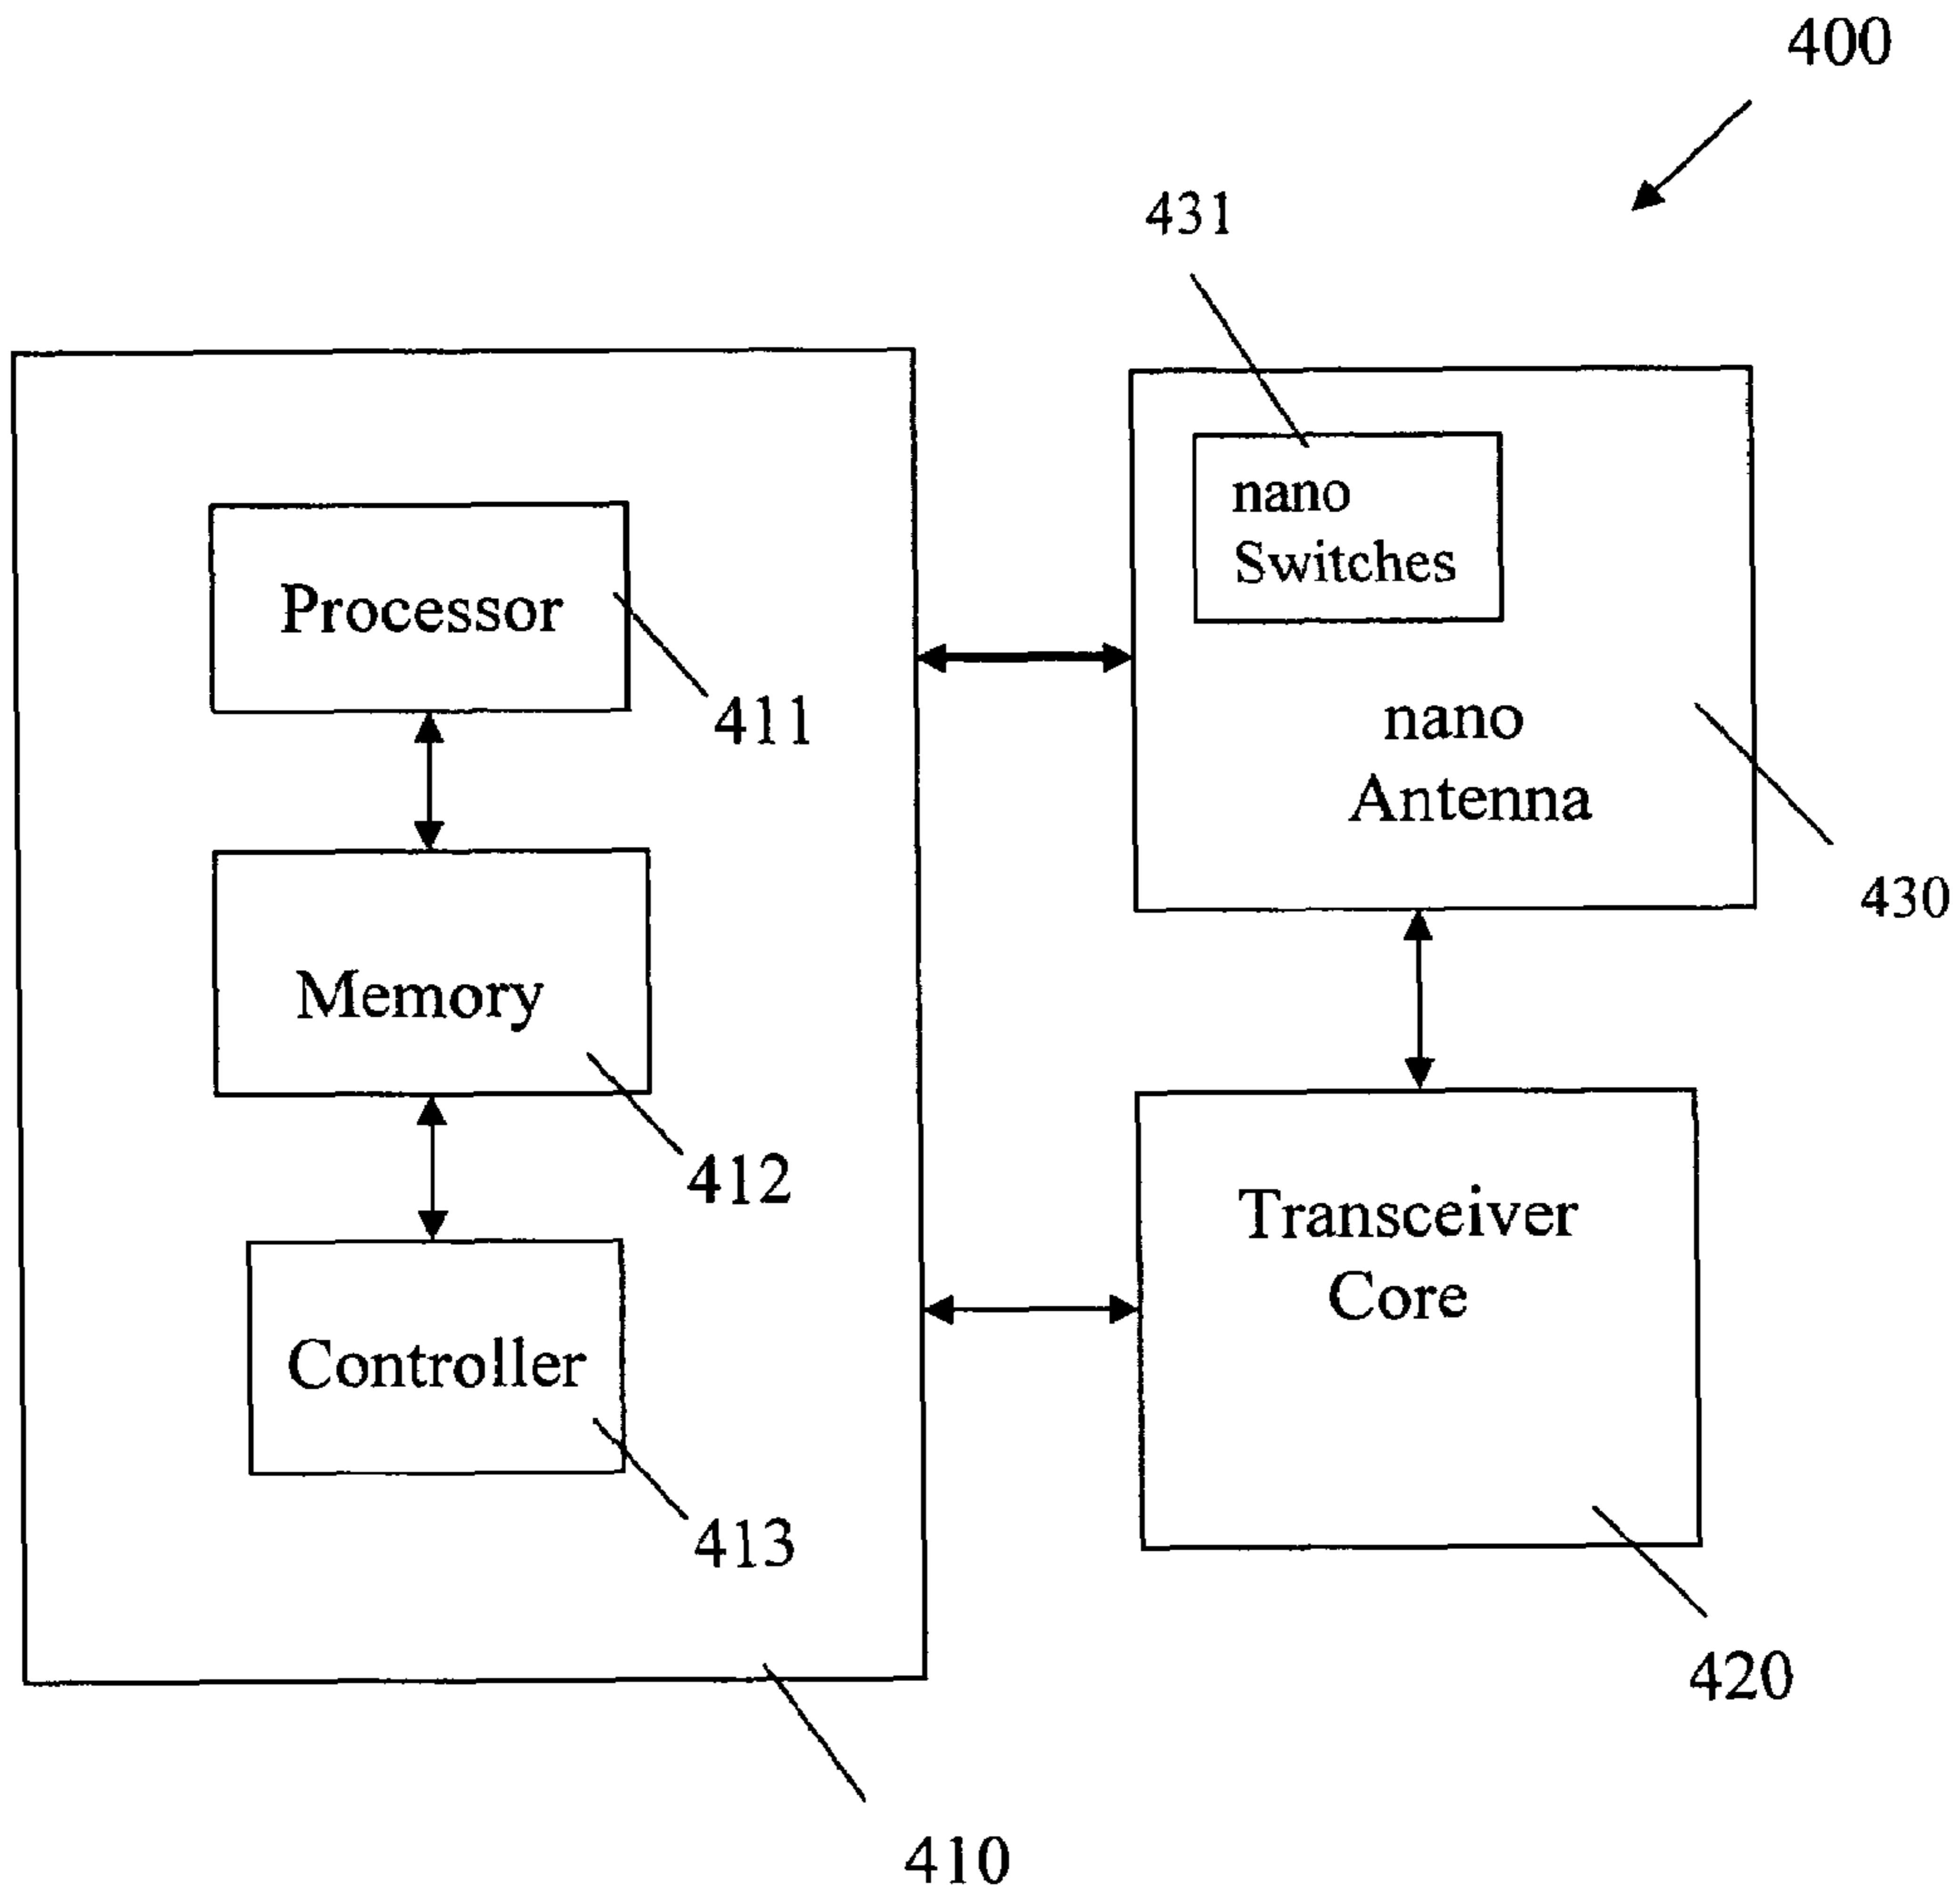 400
431
nano
Switches
Processor
411
nano
Antenna
430
Memory
412
Transceiver
Core
Controller
413
420
410